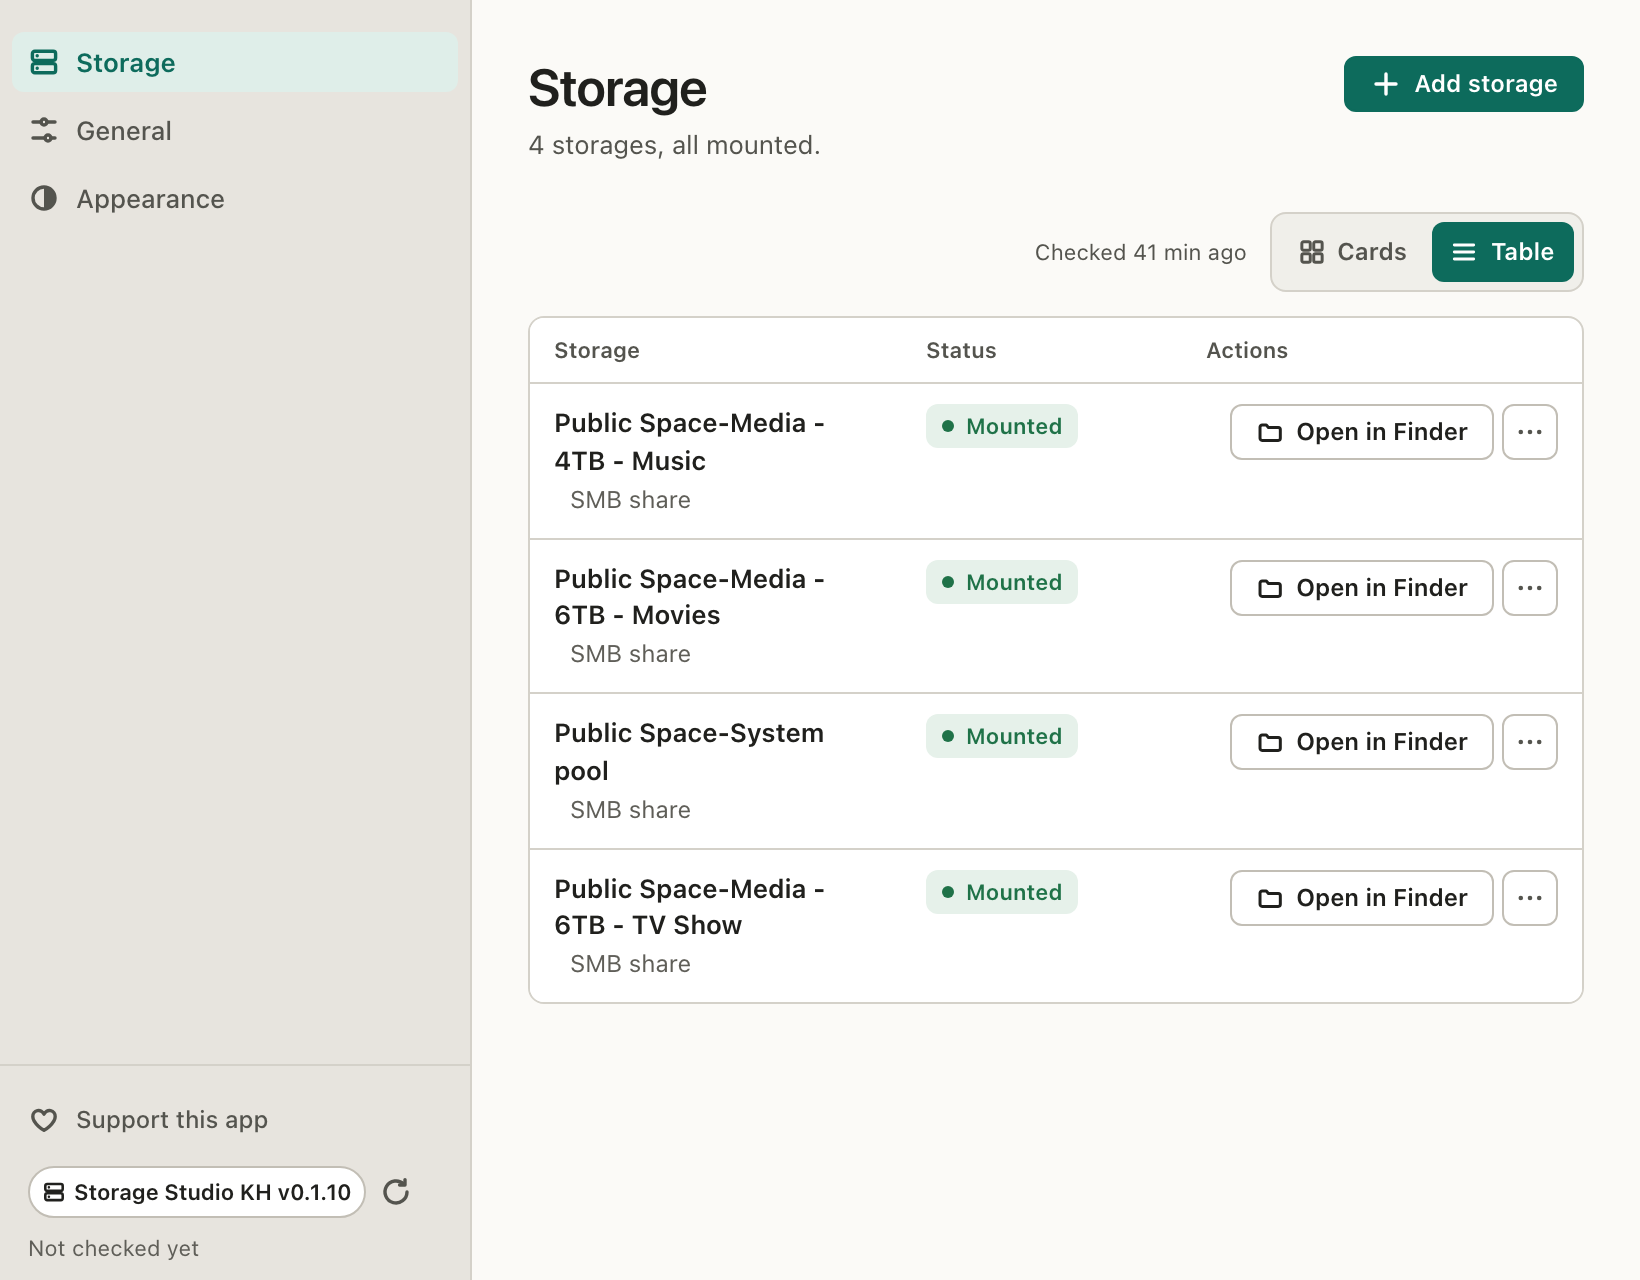 Storage
General
Appearance
Support this app
Storage Studio KH v0.1.10
Not checked yet
Storage
4 storages, all mounted.
Add storage
Checked 41 min ago
Cards
Table
Storage Status Actions
Public Space-Media -
4TB - Music
SMB share
Mounted
Open in Finder
Public Space-Media -
6TB - Movies
SMB share
Mounted
Open in Finder
Public Space-System
pool
SMB share
Mounted
Open in Finder
Public Space-Media -
6TB - TV Show
SMB share
Mounted
Open in Finder